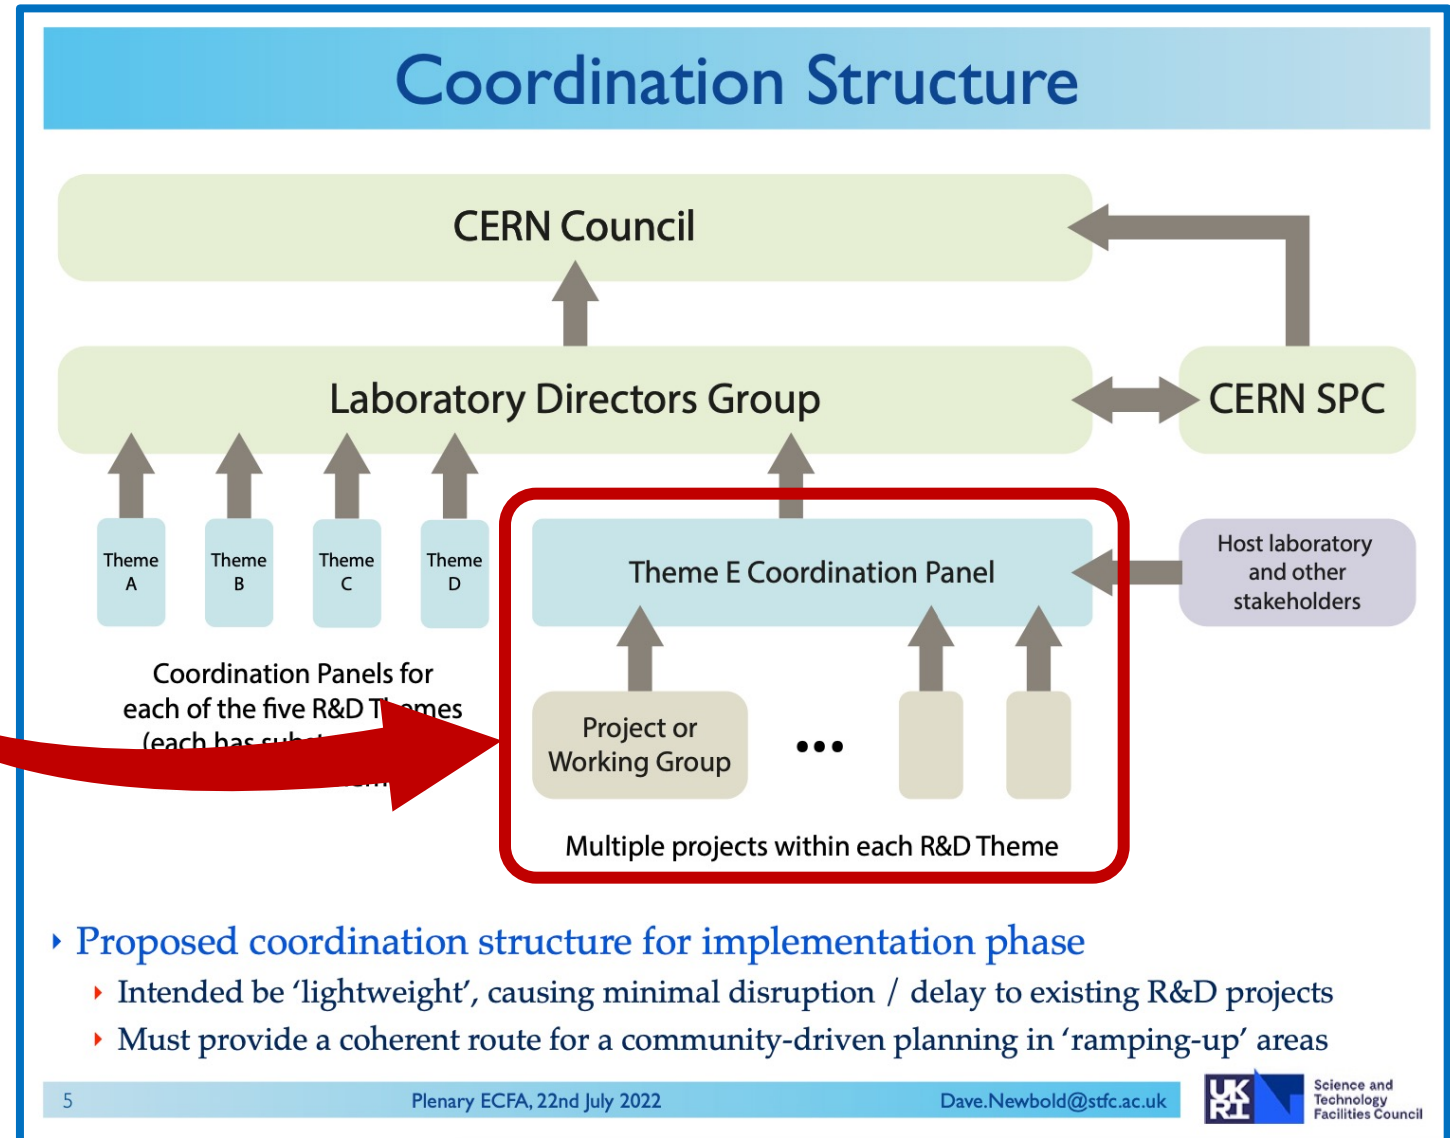 Coordination Structure
CERN Council
Laboratory Directors Group
CERN SPC
Theme
A
Theme
B
Theme
C
Theme
D
Theme E Coordination Panel
Host laboratory
and other
stakeholders
Coordination Panels for
each of the five R&D Themes
(each has
Project or
Working Group
...
Multiple projects within each R&D Theme
‣ Proposed coordination structure for implementation phase
‣ Intended be ‘lightweight’, causing minimal disruption / delay to existing R&D projects
‣ Must provide a coherent route for a community-driven planning in ‘ramping-up’ areas
5
Plenary ECFA, 22nd July 2022
Dave.Newbold@stfc.ac.uk
UKRI
Science and
Technology
Facilities Council